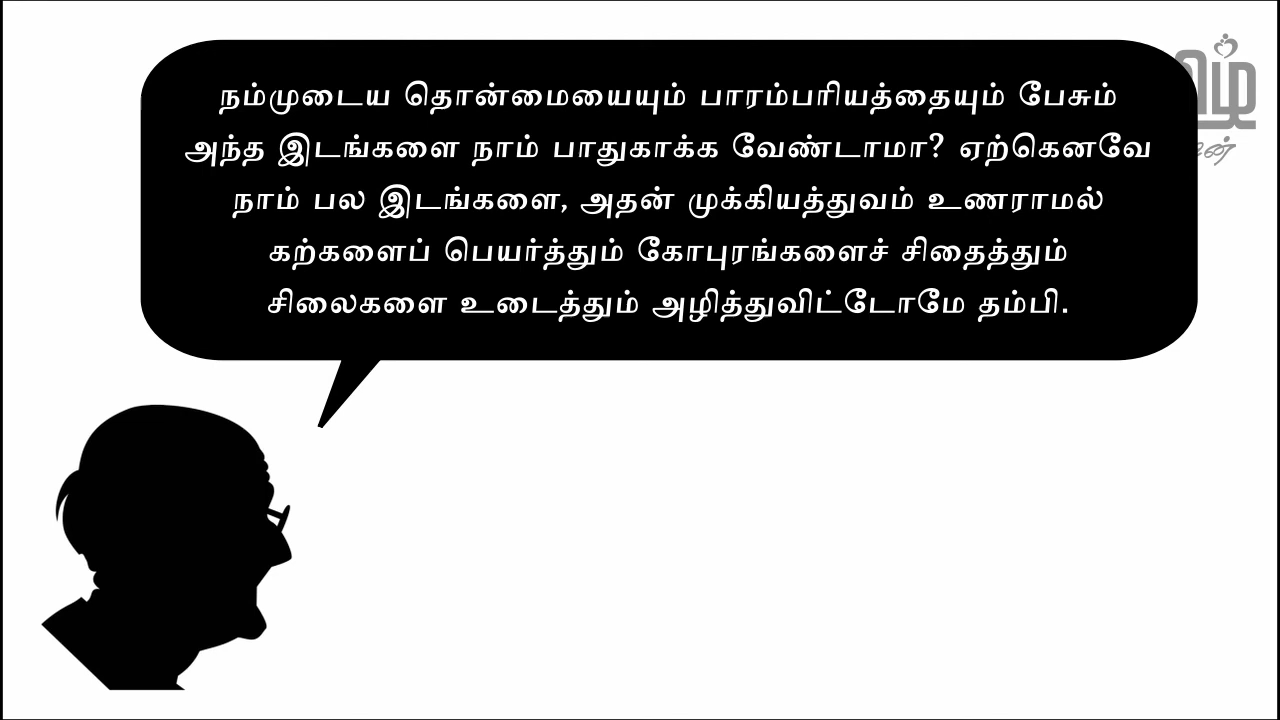 நம்முடைய தொன்மையையும் பாரம்பரியத்தையும் பேசும்
அந்த இடங்களை நாம் பாதுகாக்க வேண்டாமா? ஏற்கெனவே
நாம் பல இடங்களை, அதன் முக்கியத்துவம் உணராமல்
கற்களைப் பெயர்த்தும் கோபுரங்களைச் சிதைத்தும்
சிலைகளை உடைத்தும் அழித்துவிட்டோமே தம்பி.